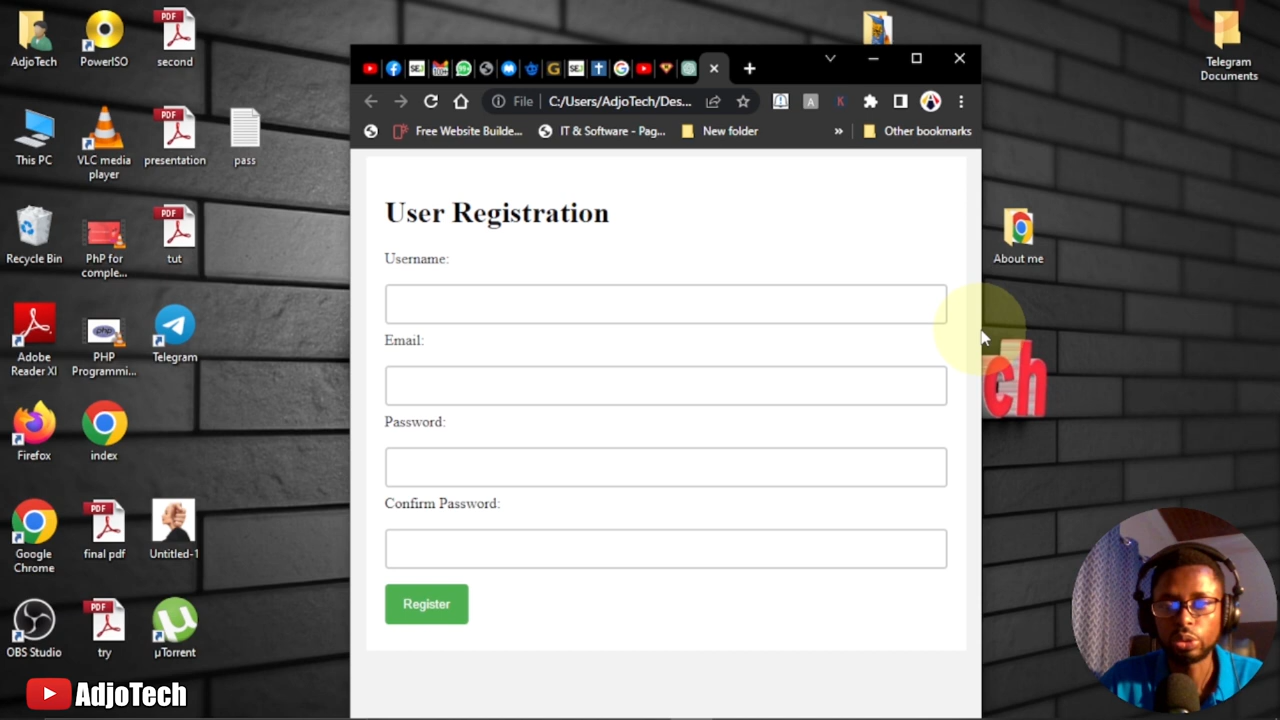 AdjoTech
PowerISO
second
This PC
VLC media
player
presentation
pass
Recycle Bin
PhP for
comple...
tut
Adobe
Reader XI
PHP
Programmi...
Telegram
Firefox
index
Google
Chrome
final pdf
Untitled-1
OBS Studio
try
µTorrent
AdjoTech
File
C:/Users/AdjoTech/Des...
Free Website Builde...
IT & Software - Pag...
New folder
»
Other bookmarks
User Registration
Username:
Email:
Password:
Confirm Password:
Register
Telegram
Documents
About me
ch